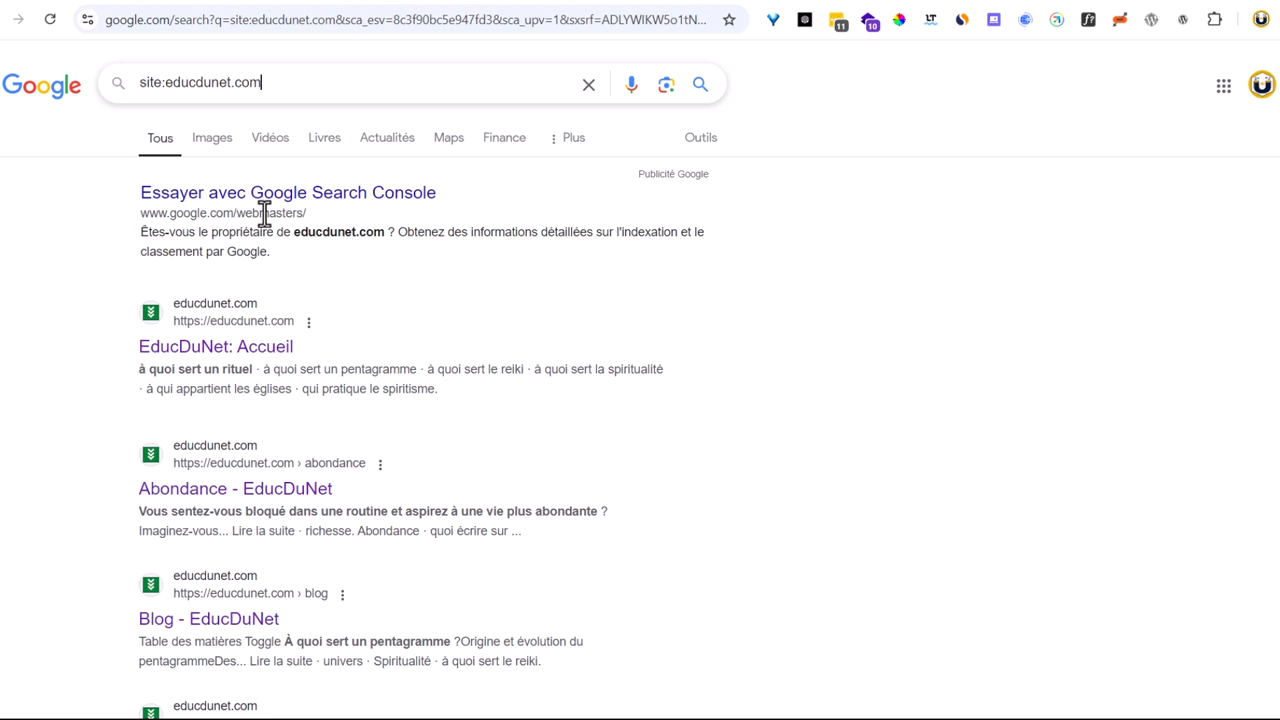 google.com/search?q=site:educdunet.com&sca_esv=8c3f90bc5e947fd3&sca_upv=1&sxsrf=ADLYWIKW5o1tN...
11
10
LT
f?
Google
site:educdunet.com
Tous Images Vidéos Livres Actualités Maps Finance Plus Outils
Publicité Google
Essayer avec Google Search Console
www.google.com/webmasters/
Êtes-vous le propriétaire de educdunet.com ? Obtenez des informations détaillées sur l'indexation et le
classement par Google.
educdunet.com
https://educdunet.com
EducDuNet: Accueil
à quoi sert un rituel · à quoi sert un pentagramme · à quoi sert le reiki · à quoi sert la spiritualité
· à qui appartient les églises · qui pratique le spiritisme.
educdunet.com
https://educdunet.com › abondance
Abondance - EducDuNet
Vous sentez-vous bloqué dans une routine et aspirez à une vie plus abondante ?
Imaginez-vous... Lire la suite · richesse. Abondance · quoi écrire sur ...
educdunet.com
https://educdunet.com › blog
Blog - EducDuNet
Table des matières Toggle À quoi sert un pentagramme ?Origine et évolution du
pentagrammeDes... Lire la suite · univers · Spiritualité · à quoi sert le reiki.
educdunet.com